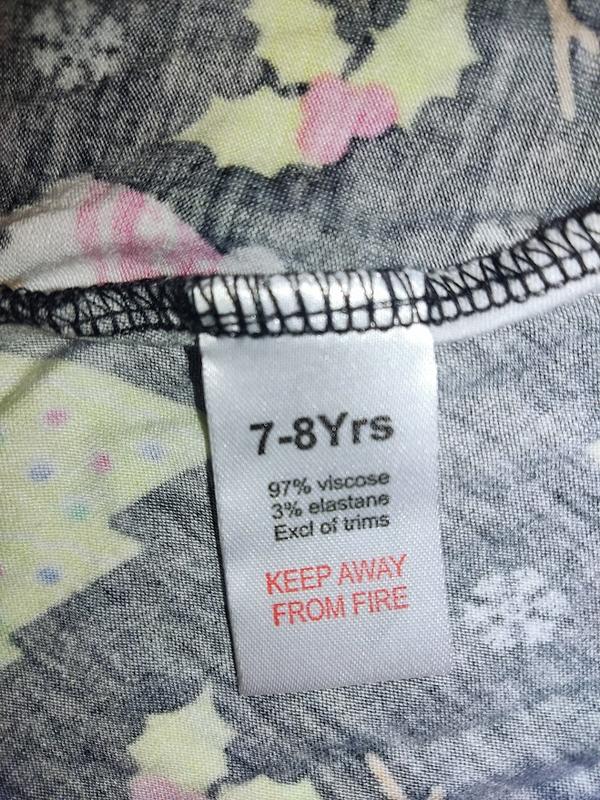 7-8Yrs
97% viscose
3% elastane
Excl of trims
KEEP AWAY
FROM FIRE